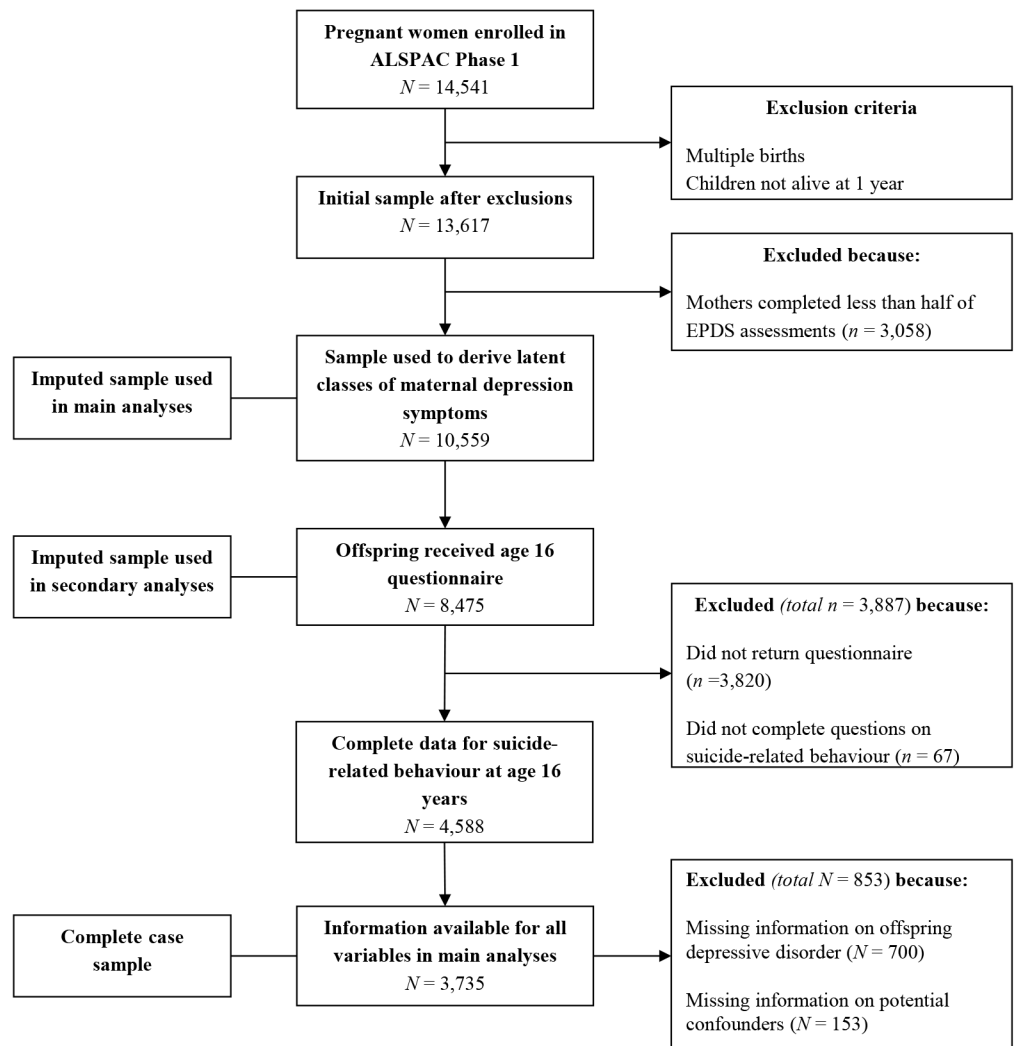 Pregnant women enrolled in
ALSPAC Phase 1
N = 14,541
Exclusion criteria
Multiple births
Children not alive at 1 year
Initial sample after exclusions
N = 13,617
Excluded because:
Mothers completed less than half of
EPDS assessments (n = 3,058)
Imputed sample used
in main analyses
Sample used to derive latent
classes of maternal depression
symptoms
N = 10,559
Imputed sample used
in secondary analyses
Offspring received age 16
questionnaire
N = 8,475
Excluded (total n = 3,887) because:
Did not return questionnaire
(n =3,820)
Did not complete questions on
suicide-related behaviour (n = 67)
Complete data for suicide-
related behaviour at age 16
years
N = 4,588
Complete case
sample
Information available for all
variables in main analyses
N = 3,735
Excluded (total N = 853) because:
Missing information on offspring
depressive disorder (N = 700)
Missing information on potential
confounders (N = 153)